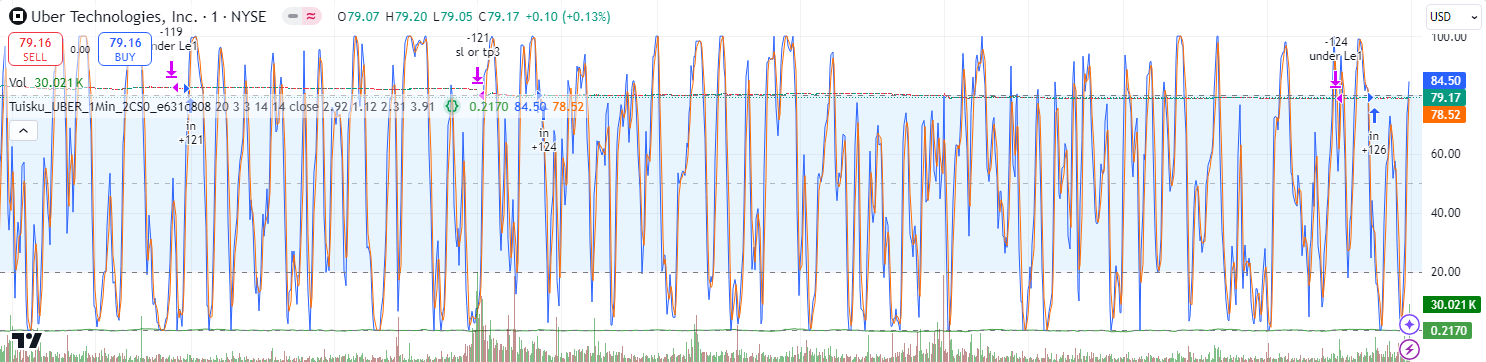 Uber Technologies, Inc. · 1 · NYSE
O79.07 H79.20 L79.05 C79.17 +0.10 (+0.13%)
USD
79.16
SELL
0.00
79.16
BUY
-119
under Le1
-121
sl or tp3
-124
under Le1
100.00
Vol 30.021 K
84.50
79.17
78.52
Tuisku_UBER_1Min_2CS0_e631c808 20 3 3 14 14 close 2.92 1.12 2.31 3.91 0.2170 84.50 78.52
in
+121
in
+124
in
+126
60.00
40.00
20.00
30.021 K
0.2170